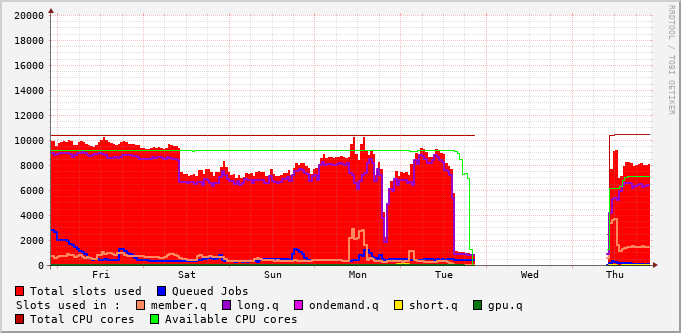 RRDTOOL / TOBI OETIKER
20000
18000
16000
14000
12000
10000
8000
6000
4000
2000
0
Fri Sat Sun Mon Tue Wed Thu
Total slots used Queued Jobs
Slots used in : member.q long.q ondemand.q short.q gpu.q
Total CPU cores Available CPU cores